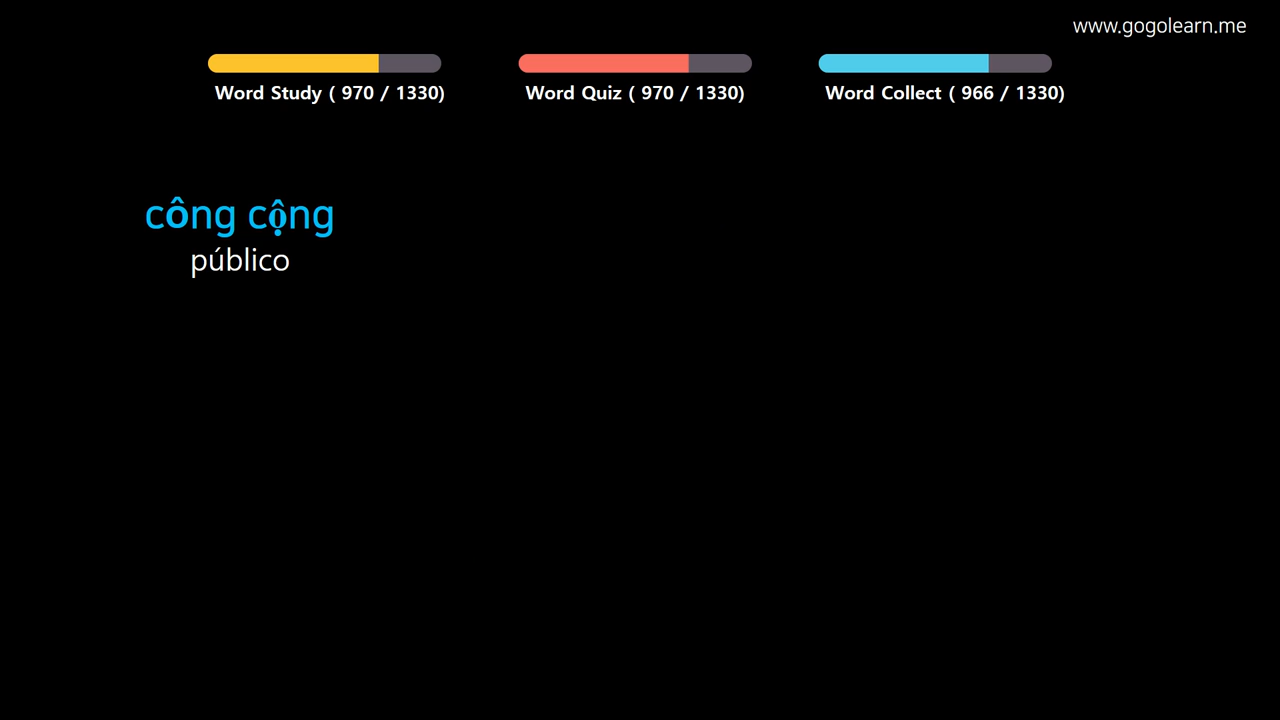 www.gogolearn.me
Word Study ( 970 / 1330)
Word Quiz ( 970 / 1330)
Word Collect ( 966 / 1330)
công cộng
público